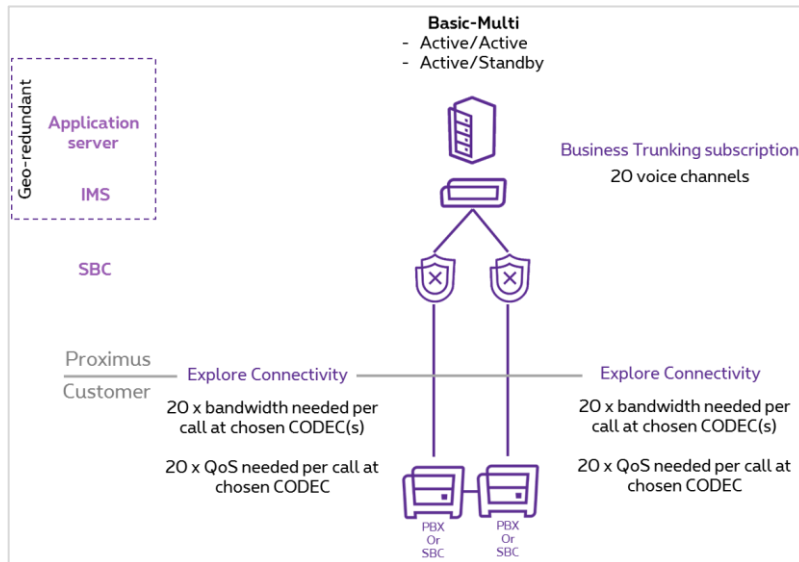 Basic-Multi
- Active/Active
- Active/Standby
Geo-redundant
Application
server
IMS
Business Trunking subscription
20 voice channels
SBC
Proximus
Customer
Explore Connectivity
20 x bandwidth needed per
call at chosen CODEC(s)
20 x QoS needed per call at
chosen CODEC
Explore Connectivity
20 x bandwidth needed per
call at chosen CODEC(s)
20 x QoS needed per call at
chosen CODEC
PBX
Or
SBC
PBX
Or
SBC